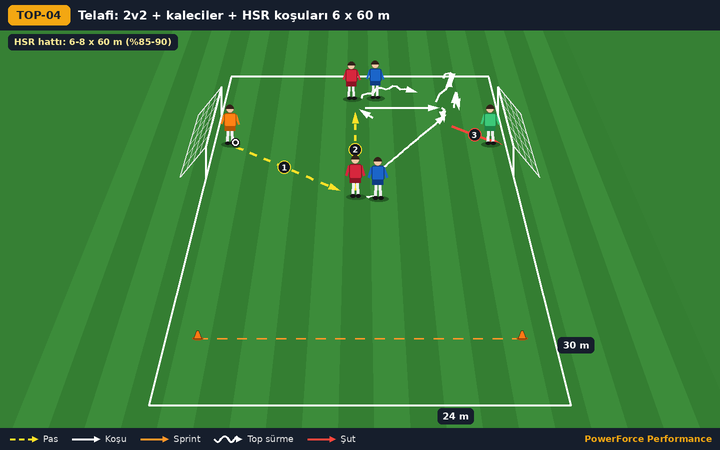 TOP-04 Telafi: 2v2 + kaleciler + HSR koşuları 6 x 60 m
HSR hattı: 6-8 x 60 m (%85-90)
3
2
1
30 m
24 m
Pas Koşu Sprint Top sürme Şut PowerForce Performance